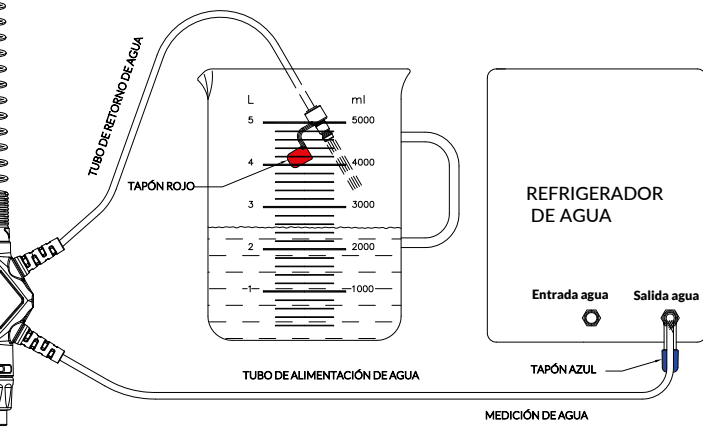 TUBO DE RETORNO DE AGUA
L ml
5 5000
TAPÓN ROJO
4 4000
3 3000
2 2000
1 1000
REFRIGERADOR
DE AGUA
Entrada agua Salida agua
TUBO DE ALIMENTACIÓN DE AGUA
TAPÓN AZUL
MEDICIÓN DE AGUA